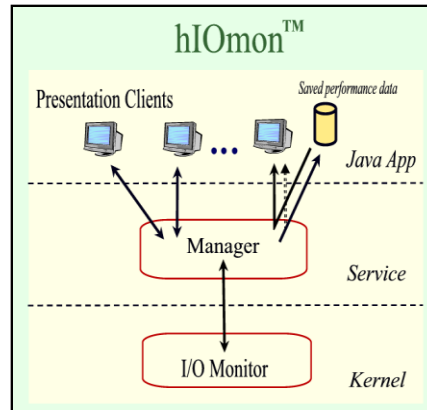 hIOmon™
Saved performance data
Presentation Clients
Java App
Manager
Service
I/O Monitor
Kernel